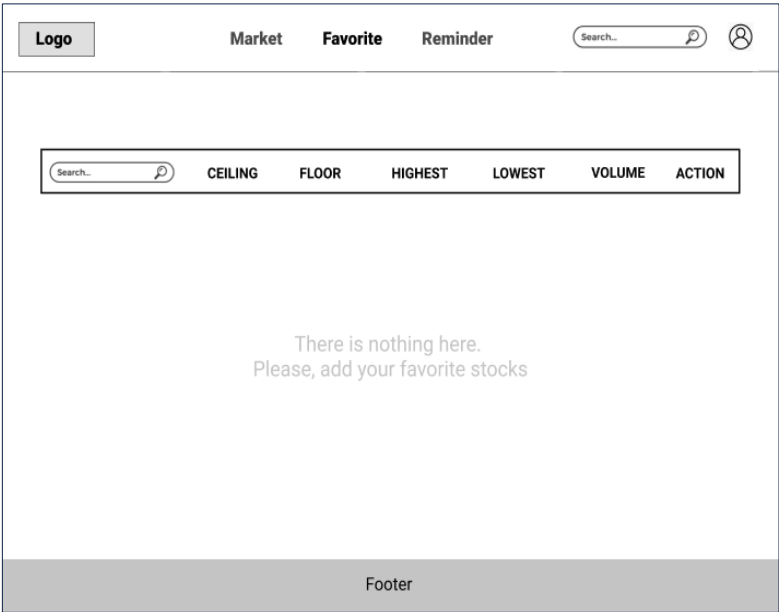 Logo Market Favorite Reminder Search...
Search... CEILING FLOOR HIGHEST LOWEST VOLUME ACTION
There is nothing here.
Please, add your favorite stocks
Footer